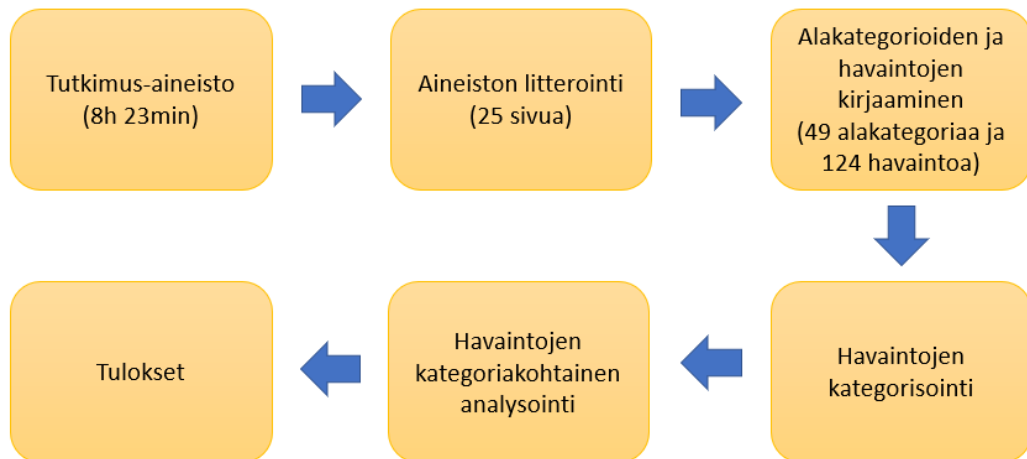 Tutkimus-aineisto
(8h 23min)
Aineiston litterointi
(25 sivua)
Alakategorioiden ja
havaintojen
kirjaaminen
(49 alakategoriaa ja
124 havaintoa)
Havaintojen
kategorisointi
Havaintojen
kategoriakohtainen
analysointi
Tulokset